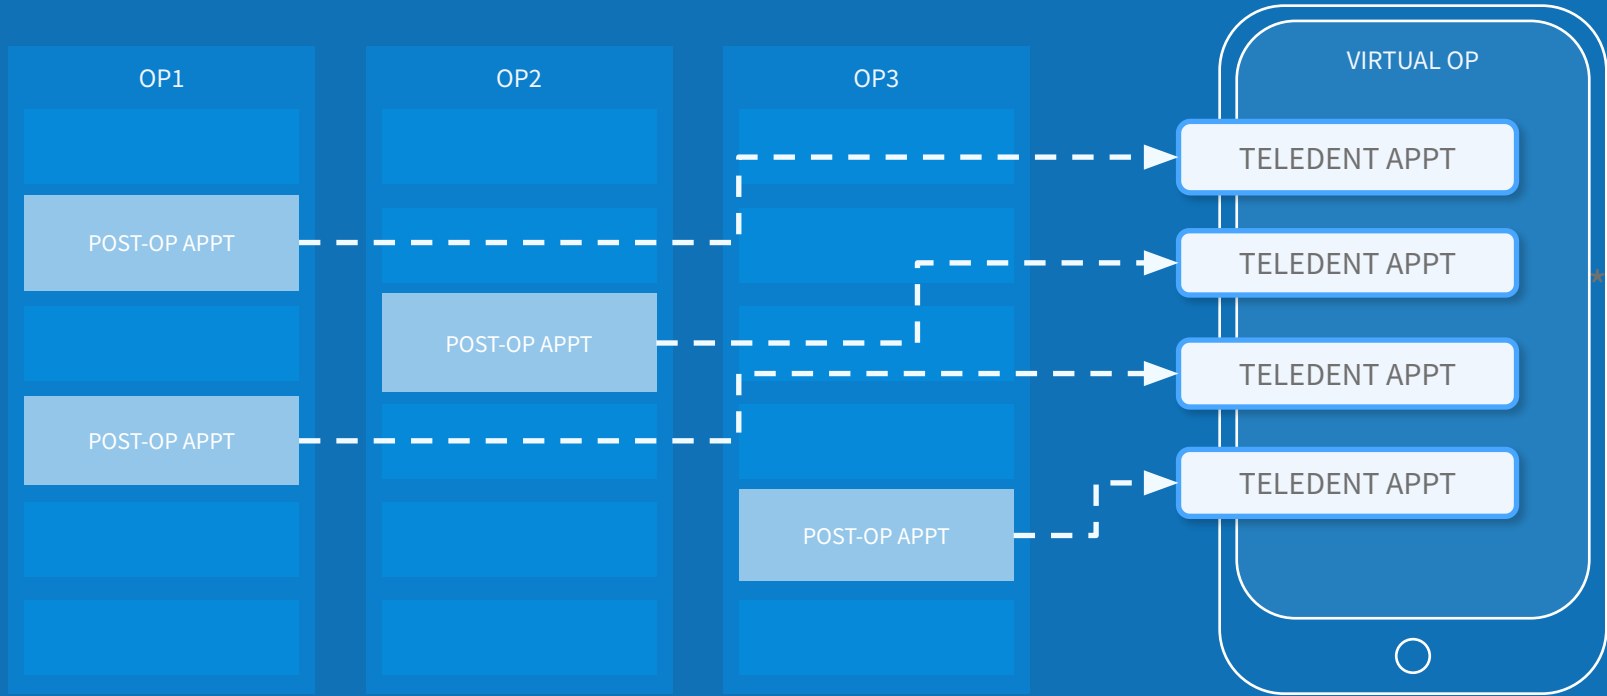 OP1
OP2
OP3
VIRTUAL OP
POST-OP APPT
POST-OP APPT
POST-OP APPT
POST-OP APPT
TELEDENT APPT
TELEDENT APPT
TELEDENT APPT
TELEDENT APPT
*